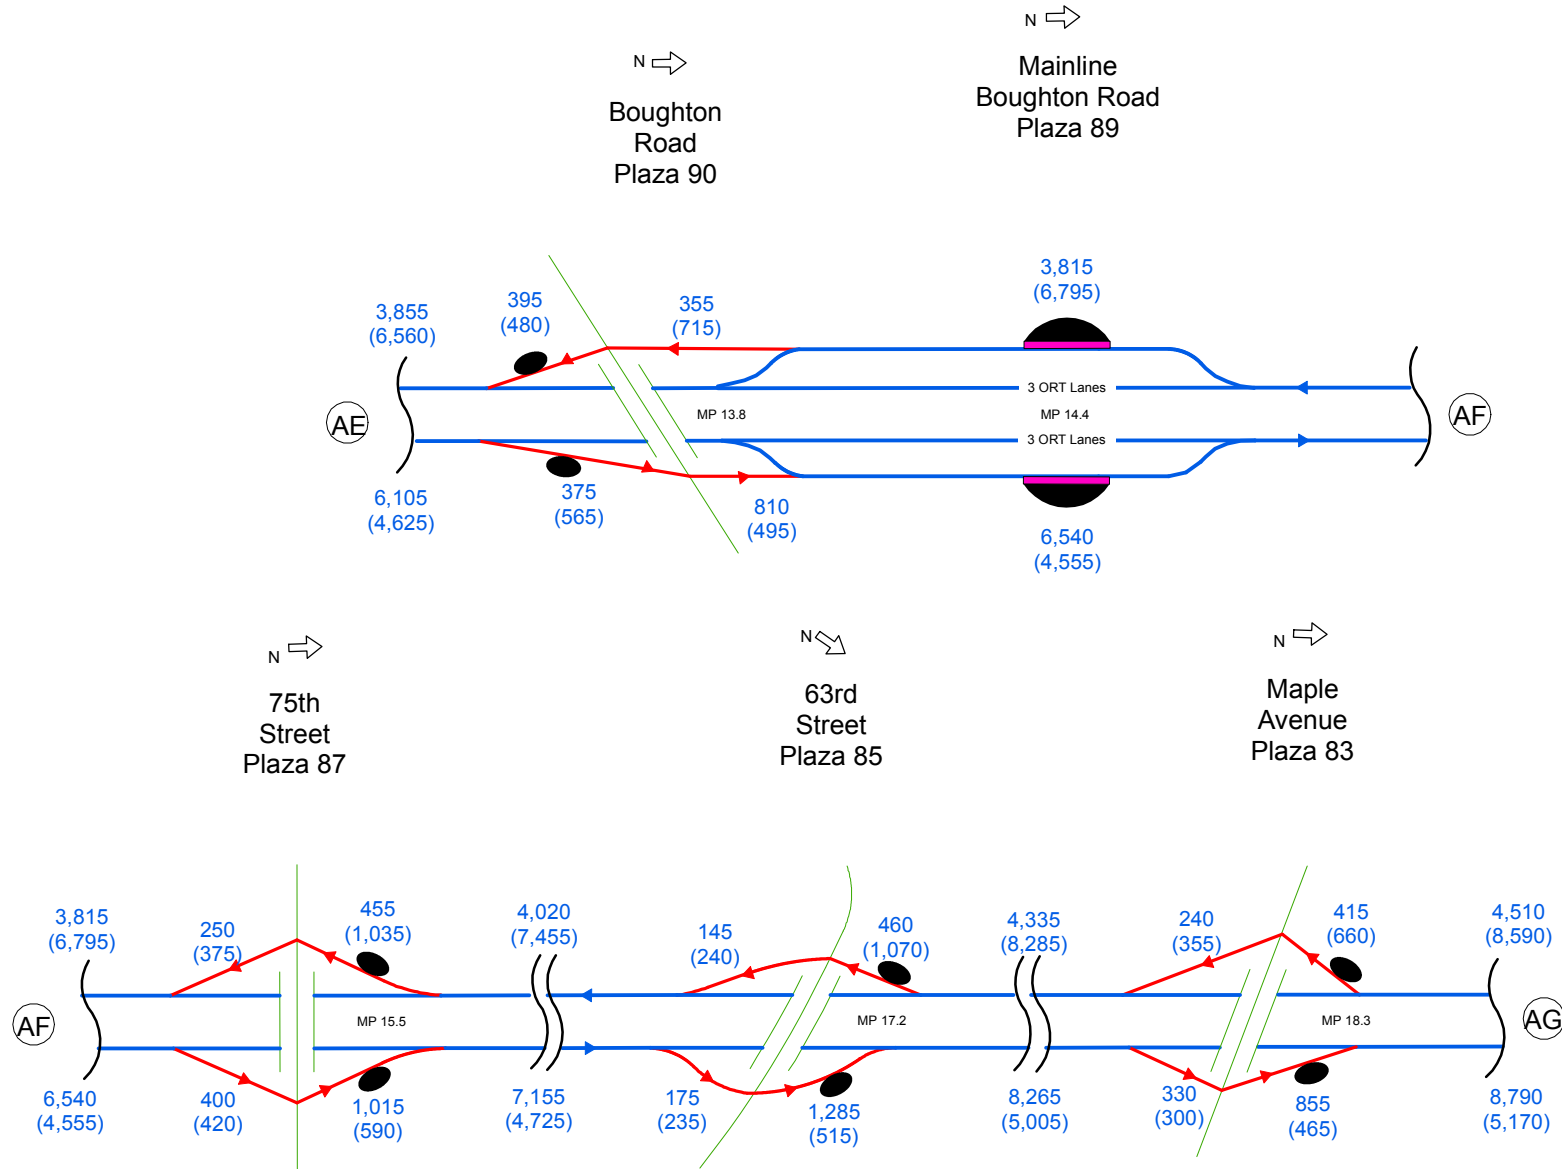 N
N
Mainline
Boughton Road
Plaza 89
Boughton
Road
Plaza 90
3,815
(6,795)
395
(480)
355
(715)
3,855
(6,560)
3 ORT Lanes
AE
MP 13.8
MP 14.4
AF
3 ORT Lanes
6,105
(4,625)
375
(565)
810
(495)
6,540
(4,555)
N
N
N
75th
Street
Plaza 87
63rd
Street
Plaza 85
Maple
Avenue
Plaza 83
3,815
(6,795)
250
(375)
455
(1,035)
4,020
(7,455)
145
(240)
460
(1,070)
4,335
(8,285)
240
(355)
415
(660)
4,510
(8,590)
AF
MP 15.5
MP 17.2
MP 18.3
AG
6,540
(4,555)
400
(420)
1,015
(590)
7,155
(4,725)
175
(235)
1,285
(515)
8,265
(5,005)
330
(300)
855
(465)
8,790
(5,170)